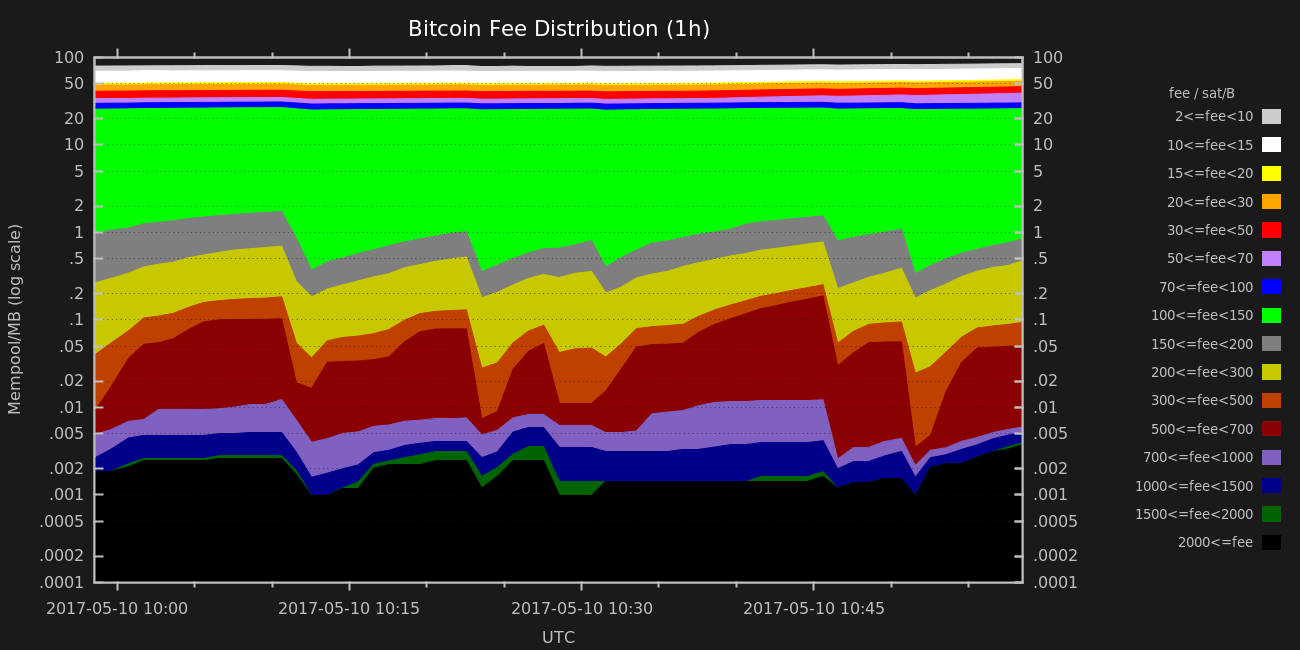 Bitcoin Fee Distribution (1h)
100
50
20
10
5
2
1
.5
.2
.1
.05
.02
.01
.005
.002
.001
.0005
.0002
.0001
Mempool/MB (log scale)
100
50
20
10
5
2
1
.5
.2
.1
.05
.02
.01
.005
.002
.001
.0005
.0002
.0001
2017-05-10 10:00
2017-05-10 10:15
2017-05-10 10:30
2017-05-10 10:45
UTC
fee / sat/B
2<=fee<10
10<=fee<15
15<=fee<20
20<=fee<30
30<=fee<50
50<=fee<70
70<=fee<100
100<=fee<150
150<=fee<200
200<=fee<300
300<=fee<500
500<=fee<700
700<=fee<1000
1000<=fee<1500
1500<=fee<2000
2000<=fee